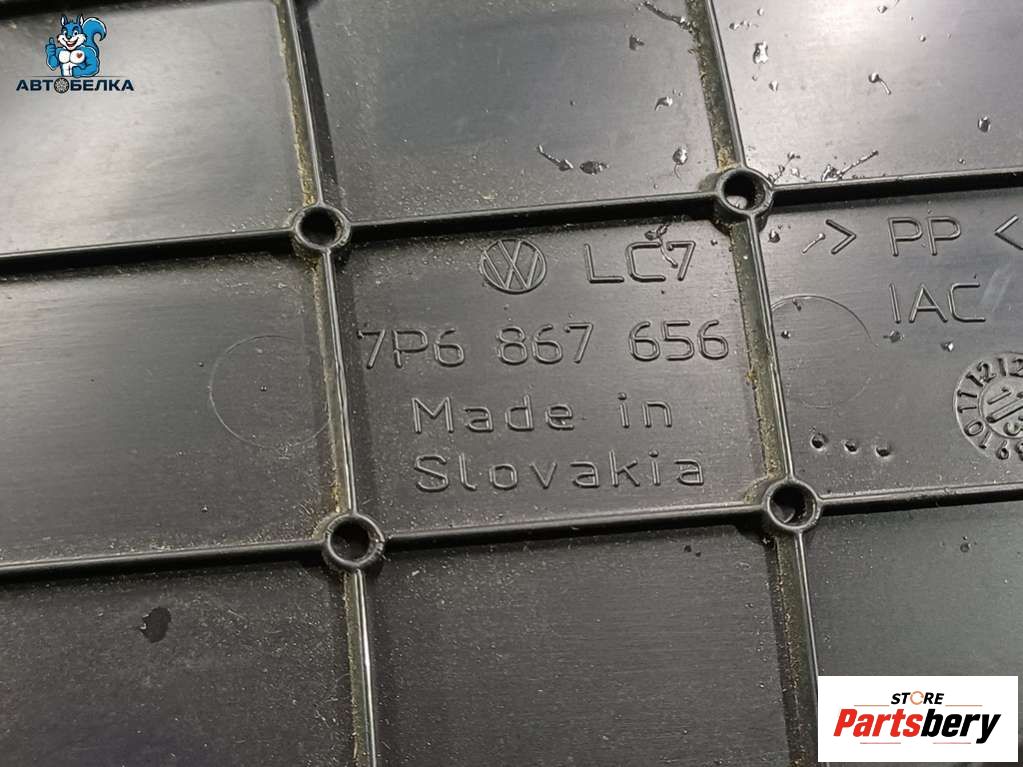 АВТОБЕЛКА
LC7
> PP <
7P6 867 656
IAC
Made in
Slovakia
STORE
Partsbery